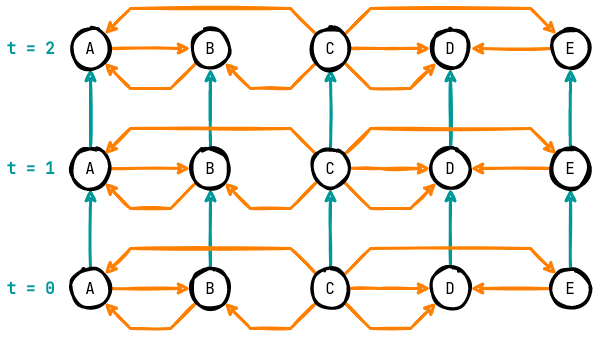 t = 2 A B C D E
t = 1 A B C D E
t = 0 A B C D E